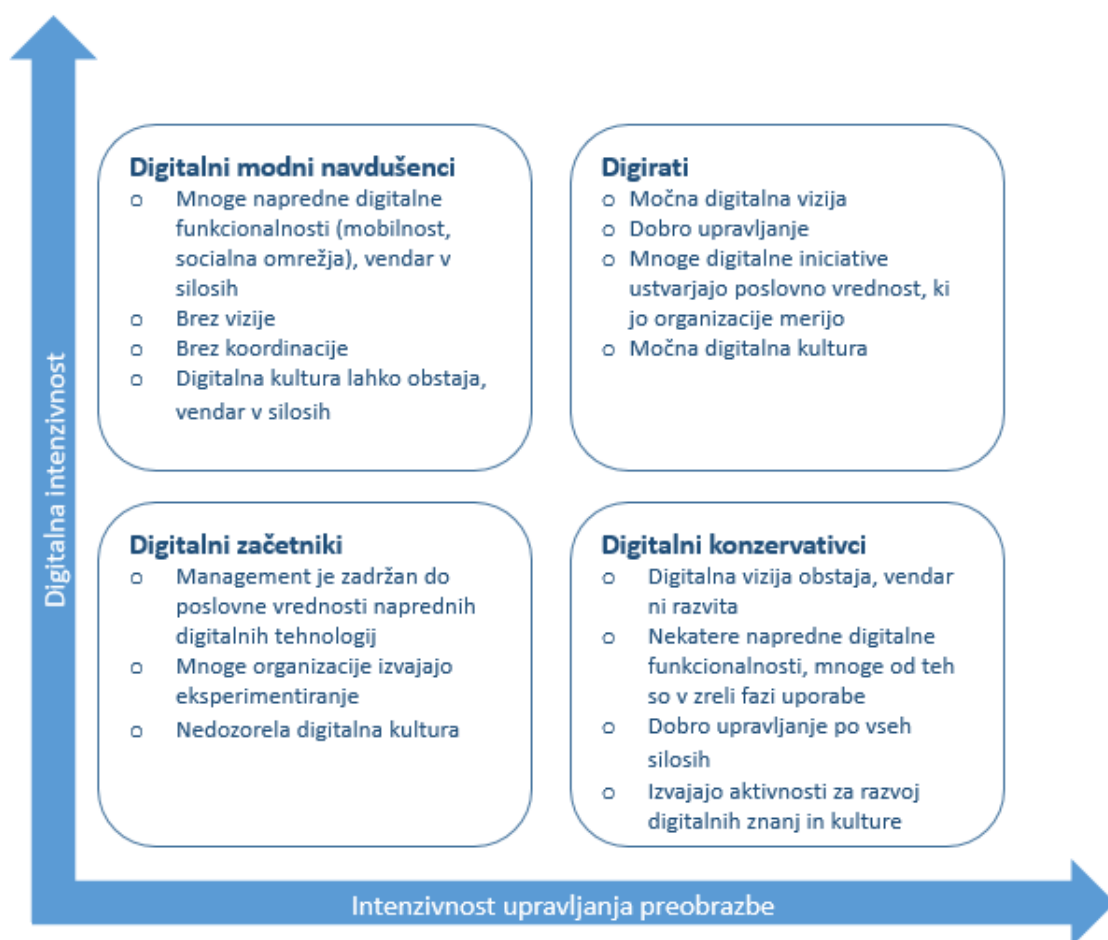 Digitalna intenzivnost
Digitalni modni navdušenci
o Mnoge napredne digitalne
funkcionalnosti (mobilnost,
socialna omrežja), vendar v
silosih
o Brez vizije
o Brez koordinacije
o Digitalna kultura lahko obstaja,
vendar v silosih
Digirati
o Močna digitalna vizija
o Dobro upravljanje
o Mnoge digitalne iniciative
ustvarjajo poslovno vrednost, ki
jo organizacije merijo
o Močna digitalna kultura
Digitalni začetniki
o Management je zadržan do
poslovne vrednosti naprednih
digitalnih tehnologij
o Mnoge organizacije izvajajo
eksperimentiranje
o Nedozorela digitalna kultura
Digitalni konzervativci
o Digitalna vizija obstaja, vendar
ni razvita
o Nekatere napredne digitalne
funkcionalnosti, mnoge od teh
so v zreli fazi uporabe
o Dobro upravljanje po vseh
silosih
o Izvajajo aktivnosti za razvoj
digitalnih znanj in kulture
Intenzivnost upravljanja preobrazbe